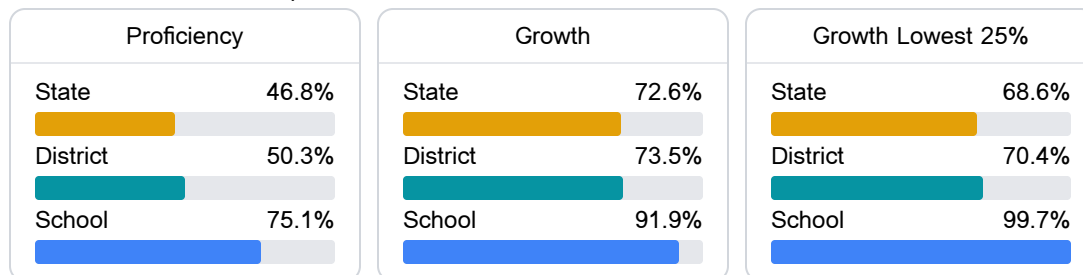 Proficiency
State 46.8%
District 50.3%
School 75.1%
Growth
State 72.6%
District 73.5%
School 91.9%
Growth Lowest 25%
State 68.6%
District 70.4%
School 99.7%